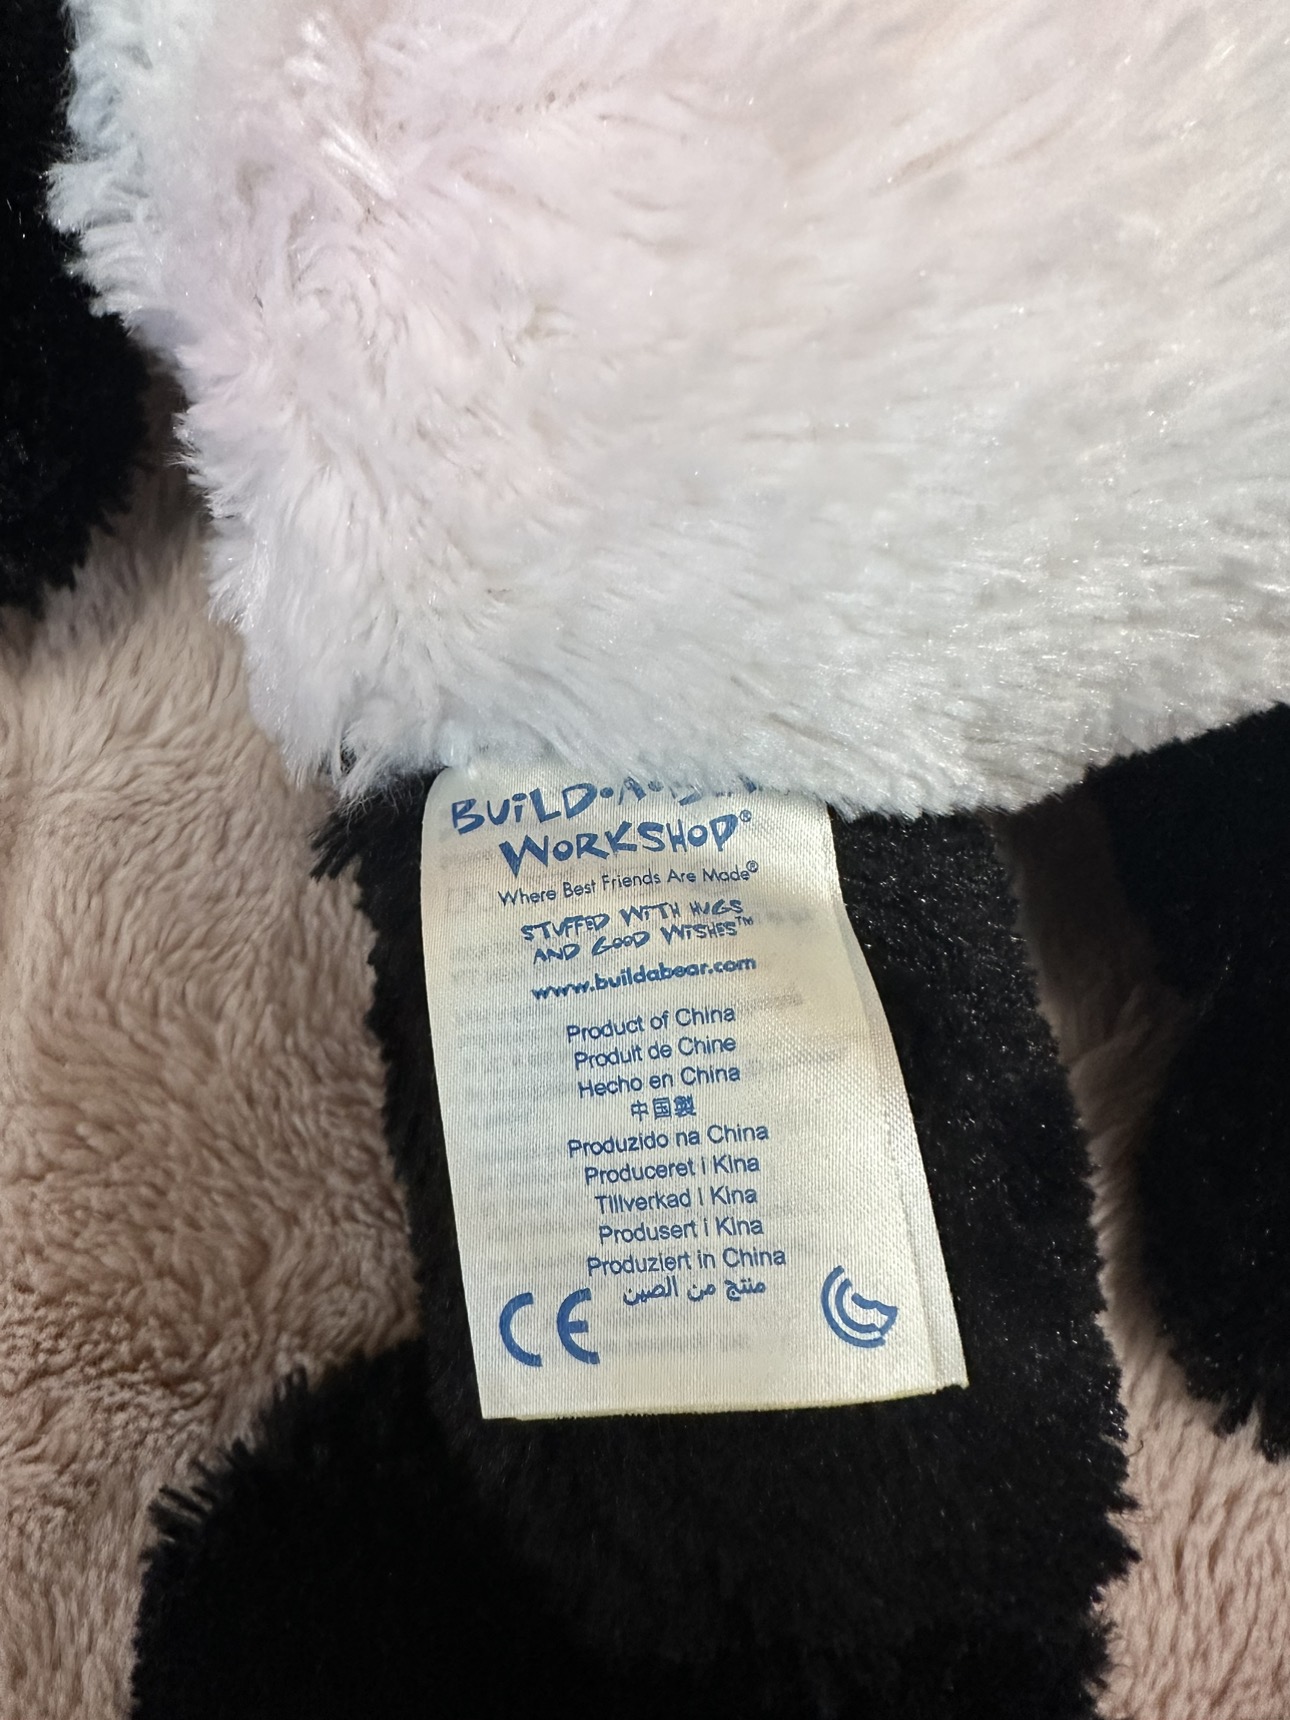 BUILD•A•
WORKSHOP®
Where Best Friends Are Made®
STUFFED WITH HUGS
AND GOOD WISHES™
www.buildabear.com
Product of China
Produit de Chine
Hecho en China
中国製
Produzido na China
Produceret i Kina
Tillverkad i Kina
Produsert i Kina
Produziert in China
منتج من الصين
CE